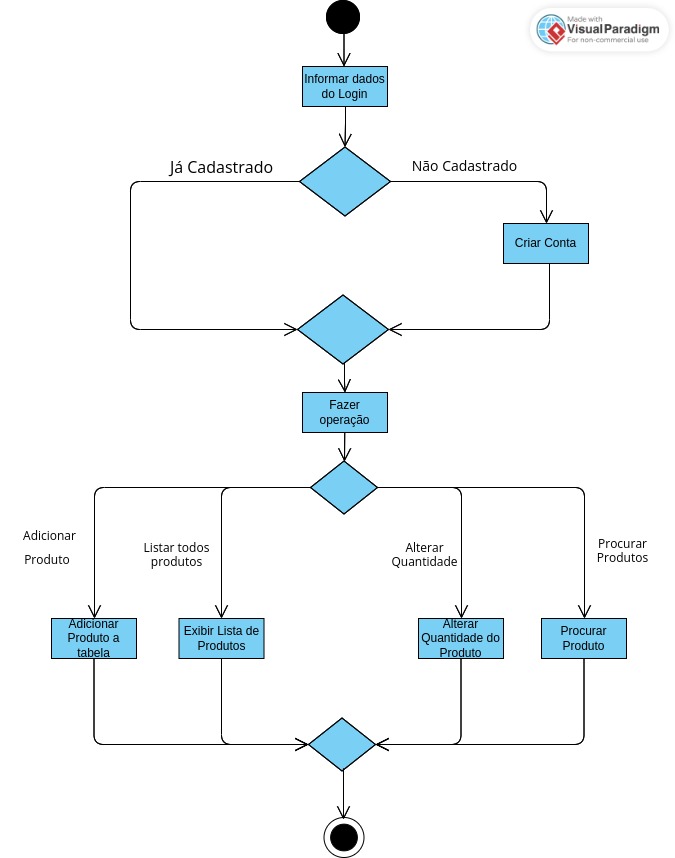 Made with
Visual Paradigm
For non-commercial use
Informar dados
do Login
Já Cadastrado
Não Cadastrado
Criar Conta
Fazer
operação
Adicionar
Produto
Listar todos
produtos
Alterar
Quantidade
Procurar
Produtos
Adicionar
Produto a
tabela
Exibir Lista de
Produtos
Alterar
Quantidade do
Produto
Procurar
Produto